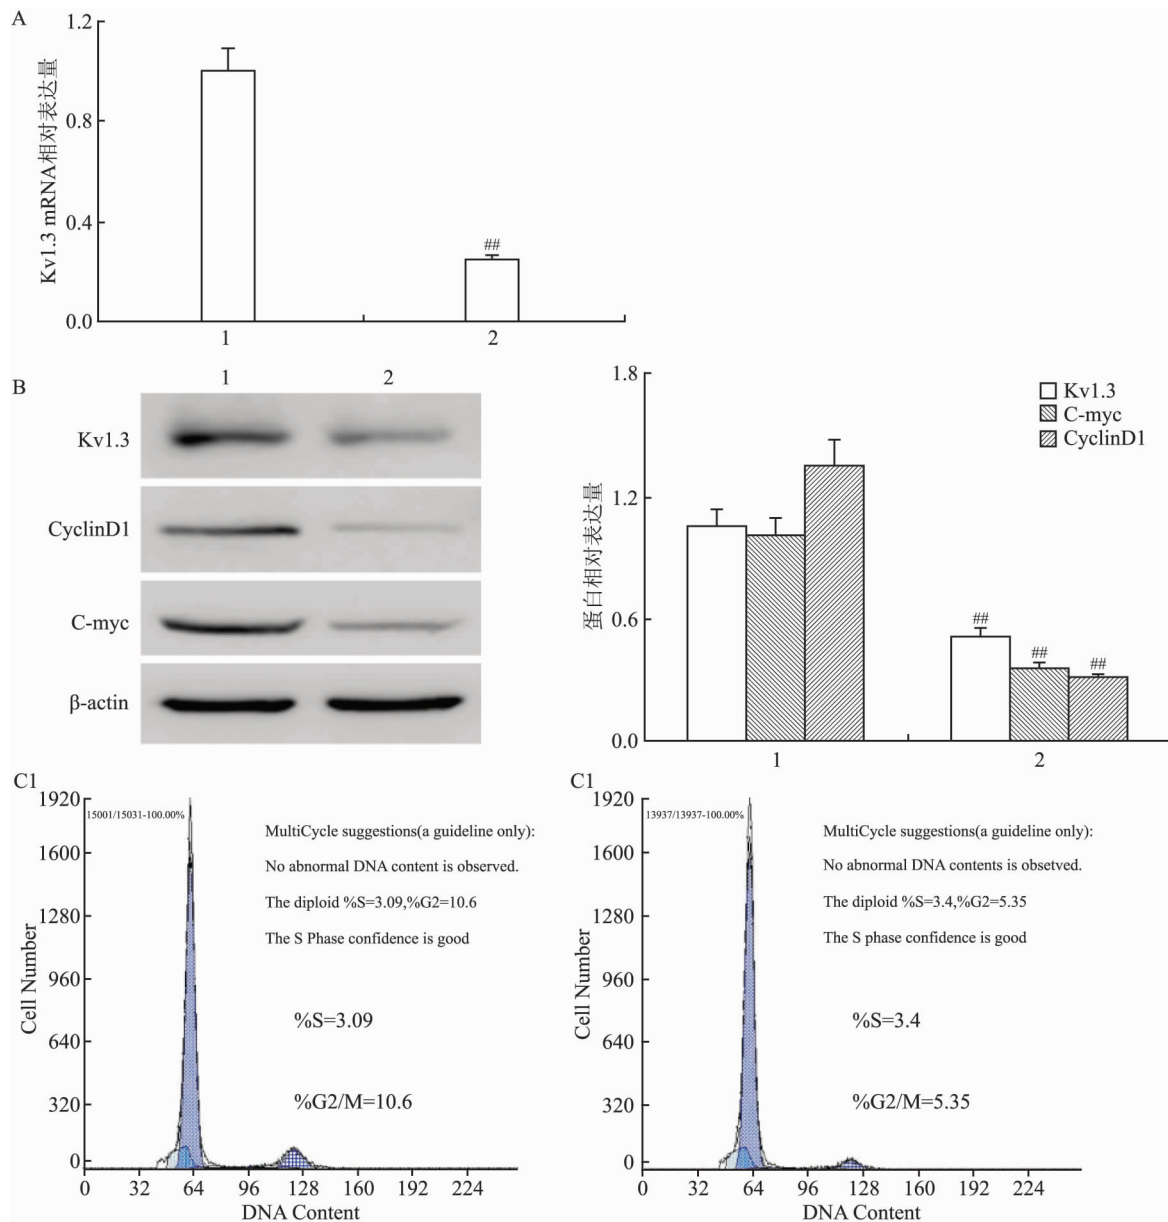 A
1.2
0.8
0.4
0.0
Kv1.3 mRNA相对表达量
##
1
2
B
1
2
Kv1.3
CyclinD1
C-myc
β-actin
1.8
1.2
0.6
0.0
蛋白相对表达量
Kv1.3
C-myc
CyclinD1
##
##
##
1
2
C1
1920
1600
1280
960
640
320
0
Cell Number
15001/15031-100.00%
MultiCycle suggestions(a guideline only):
No abnormal DNA content is observed.
The diploid %S=3.09,%G2=10.6
The S Phase confidence is good
%S=3.09
%G2/M=10.6
0 32 64 96 128 160 192 224
DNA Content
C1
1920
1600
1280
960
640
320
0
Cell Number
13937/13937-100.00%
MultiCycle suggestions(a guideline only):
No abnormal DNA contents is obsetved.
The diploid %S=3.4,%G2=5.35
The S phase confidence is good
%S=3.4
%G2/M=5.35
0 32 64 96 128 160 192 224
DNA Content